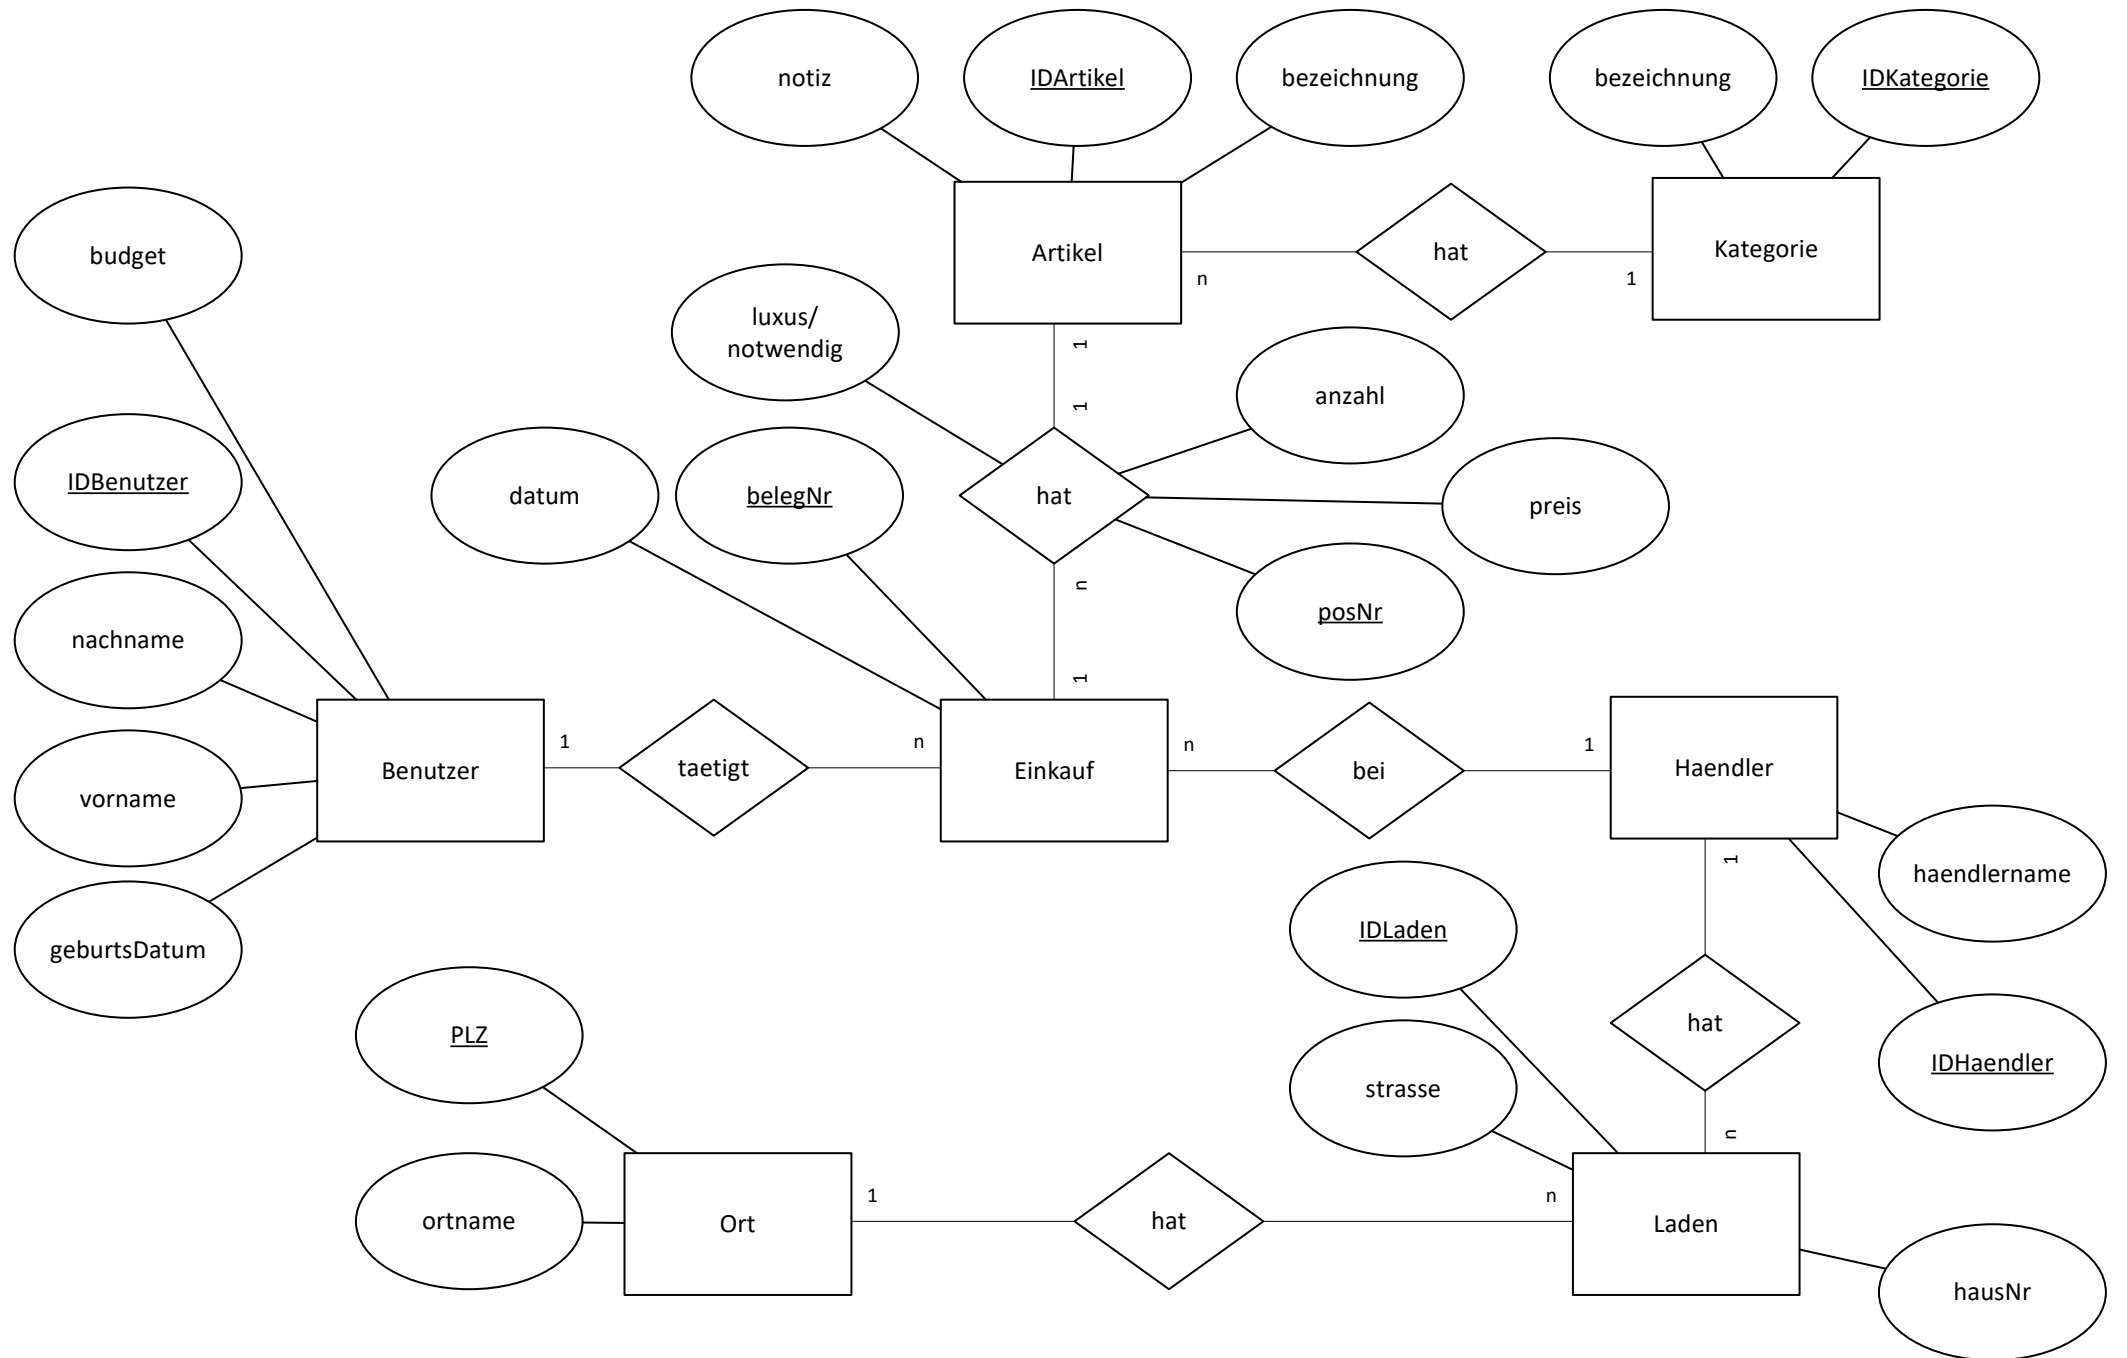 notiz
IDArtikel
bezeichnung
bezeichnung
IDKategorie
budget
Artikel
hat
Kategorie
n
1
luxus/
notwendig
1
anzahl
1
IDBenutzer
datum
belegNr
hat
preis
n
posNr
nachname
1
Benutzer
1
taetigt
n
Einkauf
n
bei
1
Haendler
vorname
1
haendlername
geburtsDatum
IDLaden
PLZ
hat
IDHaendler
strasse
n
ortname
Ort
1
hat
n
Laden
hausNr